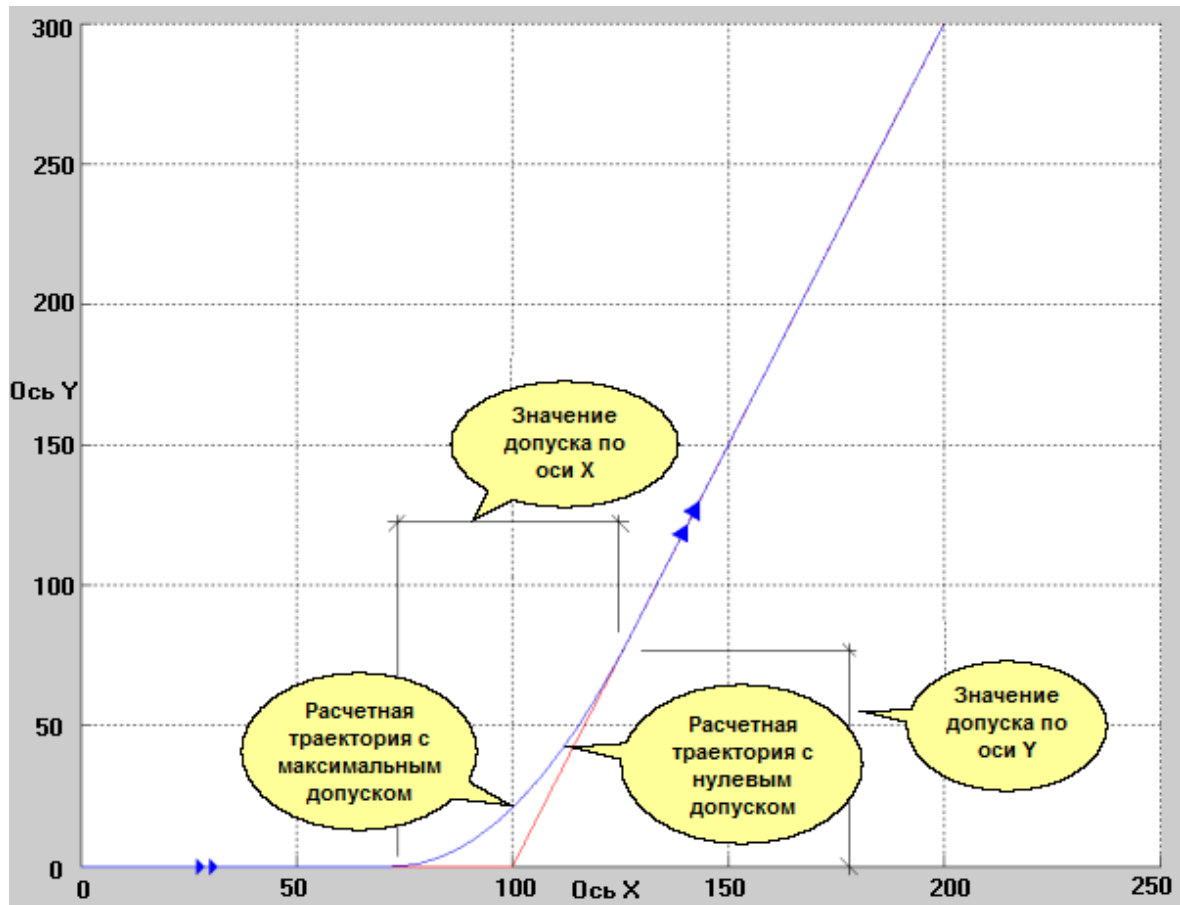 300
250
200
Ось Y
150
100
50
0
Значение
допуска по
оси X
Расчетная
траектория с
максимальным
допуском
Расчетная
траектория с
нулевым
допуском
Значение
допуска по
оси Y
0
50
100
Ось X
150
200
250